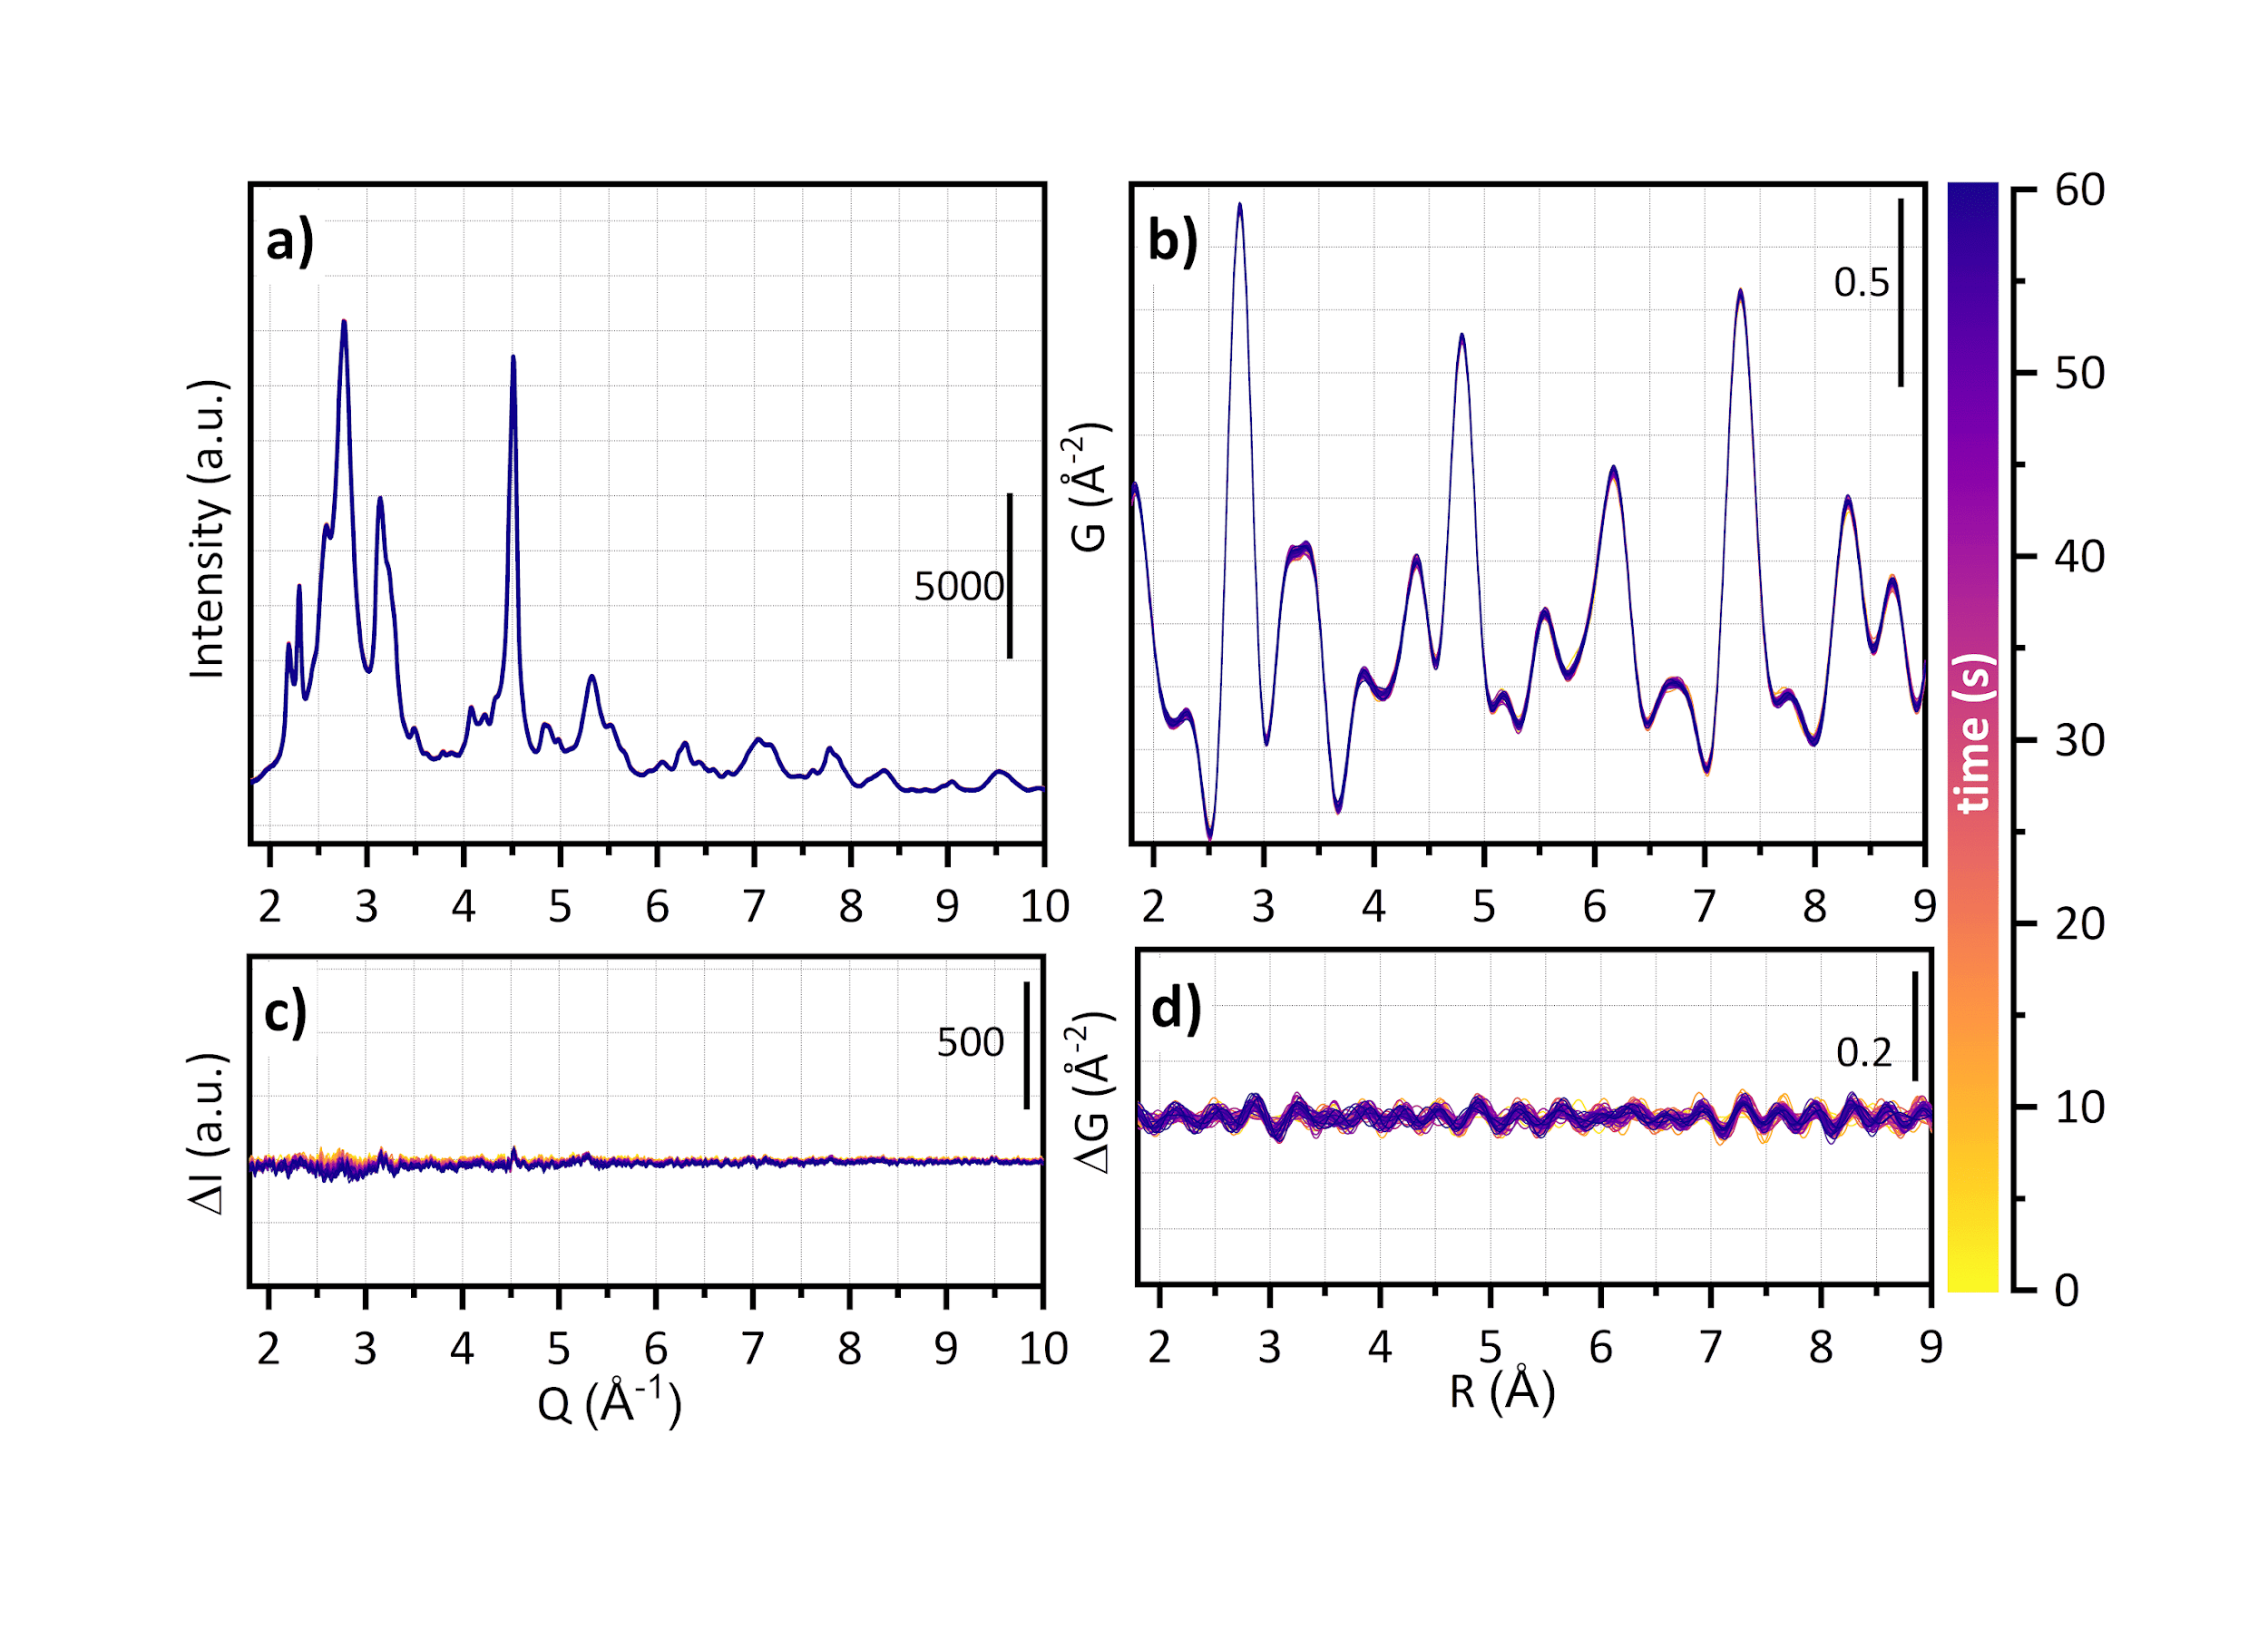 a)
Intensity (a.u.)
5000
2 3 4 5 6 7 8 9 10
b)
G (Å-2)
0.5
2 3 4 5 6 7 8 9
c)
ΔI (a.u.)
500
2 3 4 5 6 7 8 9 10
Q (Å-1)
d)
ΔG (Å-2)
0.2
2 3 4 5 6 7 8 9
R (Å)
60
50
40
30
20
10
0
time (s)